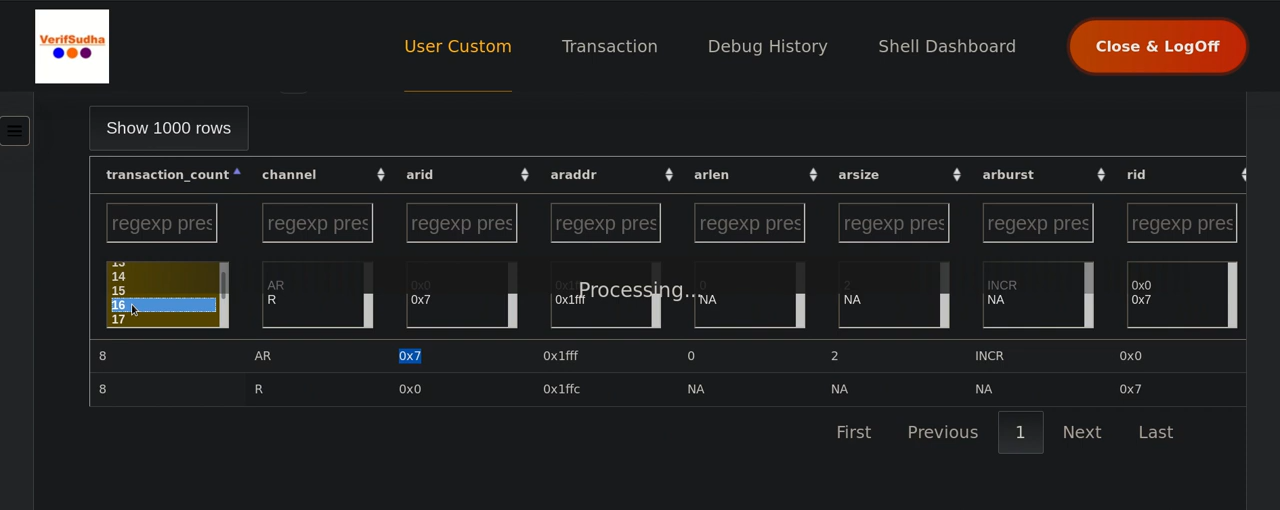 VerifSudha
User Custom
Transaction
Debug History
Shell Dashboard
Close & LogOff
Show 1000 rows
transaction_count channel arid araddr arlen arsize arburst rid
regexp pres regexp pres regexp pres regexp pres regexp pres regexp pres regexp pres regexp pres
13
14
15
16
17
AR
R
0x0
0x7
0x1fff
Processing...
0
NA
2
NA
INCR
NA
0x0
0x7
8 AR 0x7 0x1fff 0 2 INCR 0x0
8 R 0x0 0x1ffc NA NA NA 0x7
First Previous 1 Next Last